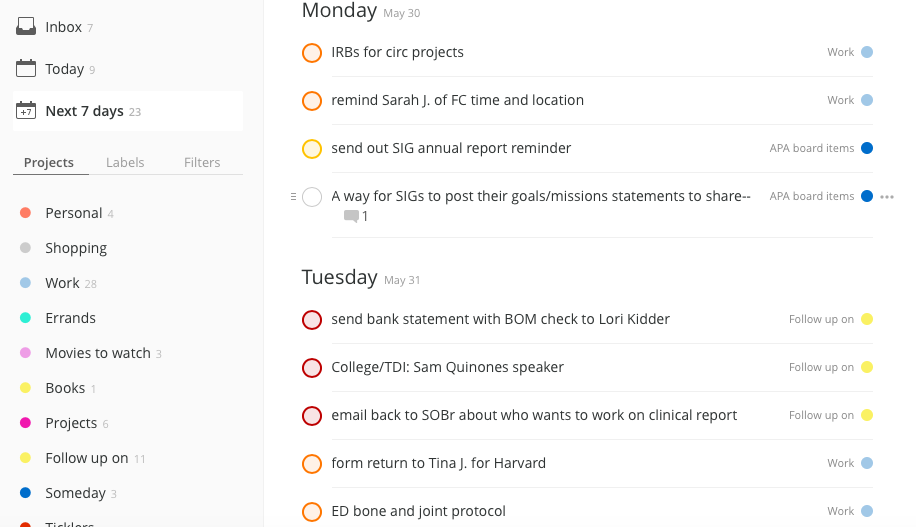 Inbox 7
Today 9
+7 Next 7 days 23
Projects Labels Filters
Personal 4
Shopping
Work 28
Errands
Movies to watch 3
Books 1
Projects 6
Follow up on 11
Someday 3
Ticklers
Monday May 30
IRBs for circ projects Work
remind Sarah J. of FC time and location Work
send out SIG annual report reminder APA board items
A way for SIGs to post their goals/missions statements to share-- APA board items
1
Tuesday May 31
send bank statement with BOM check to Lori Kidder Follow up on
College/TDI: Sam Quinones speaker Follow up on
email back to SOBr about who wants to work on clinical report Follow up on
form return to Tina J. for Harvard Work
ED bone and joint protocol Work